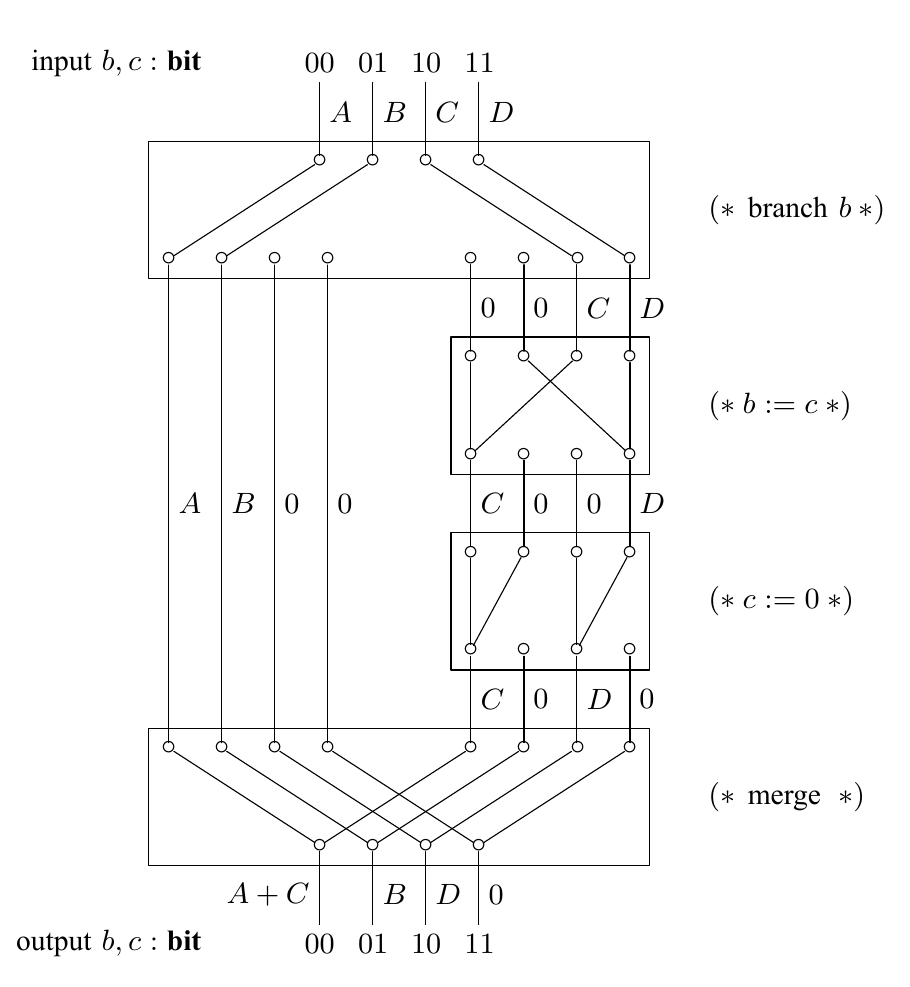 input b, c : bit 00 01 10 11
A B C D
(∗ branch b ∗)
0 0 C D
(∗ b := c ∗)
A B 0 0 C 0 0 D
(∗ c := 0 ∗)
C 0 D 0
(∗ merge ∗)
A + C B D 0
output b, c : bit 00 01 10 11